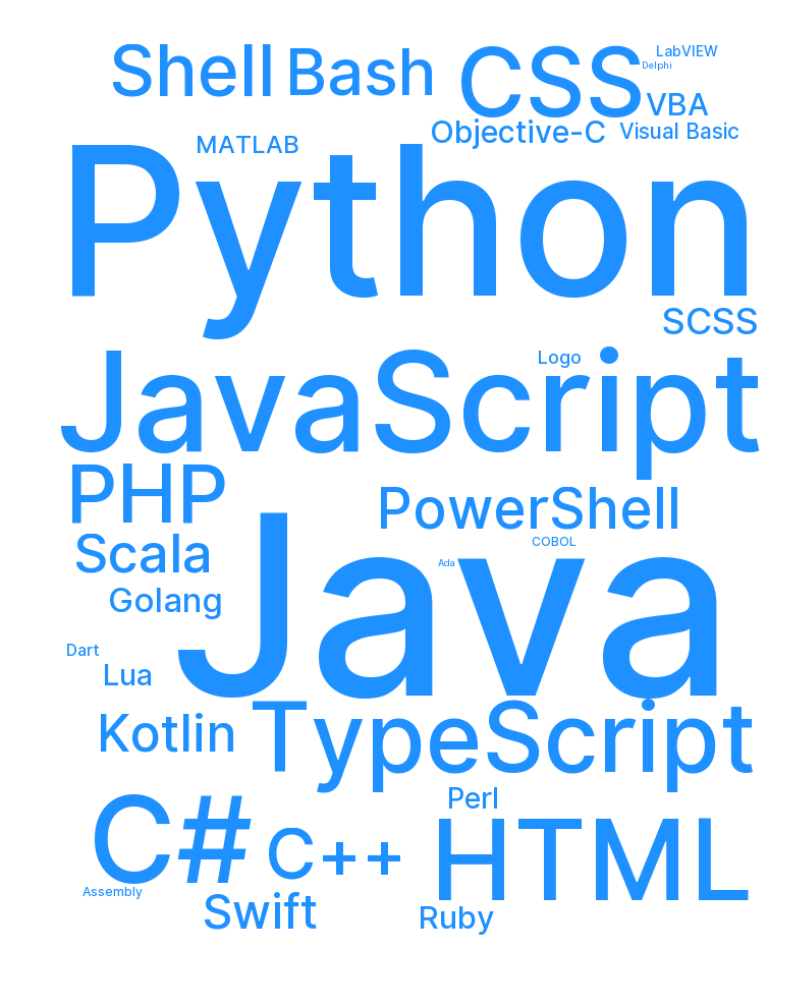 Shell Bash CSS LabVIEW
Delphi
VBA
Objective-C Visual Basic
MATLAB
Python
SCSS
JavaScript Logo
PHP
PowerShell
Scala
COBOL
Ada
Golang
Java
Dart
Lua
Kotlin TypeScript
Perl
C# C++ HTML
Assembly
Swift Ruby